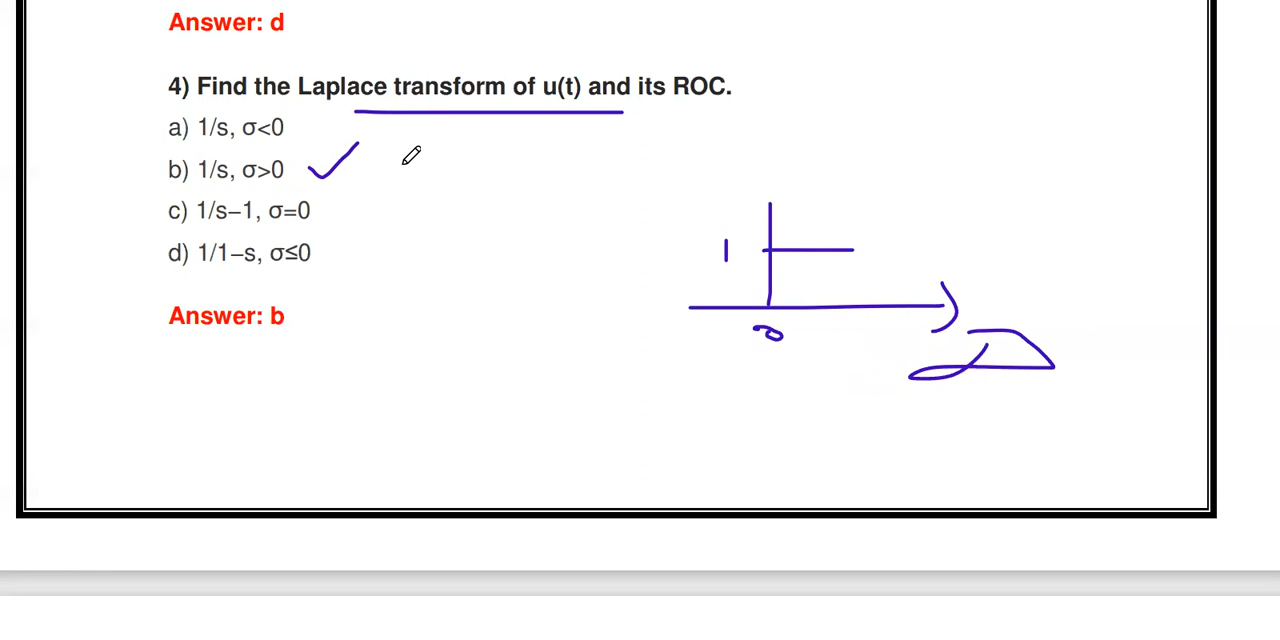 Answer: d
4) Find the Laplace transform of u(t) and its ROC.
a) 1/s, σ<0
b) 1/s, σ>0
c) 1/s−1, σ=0
d) 1/1−s, σ≤0
1
Answer: b